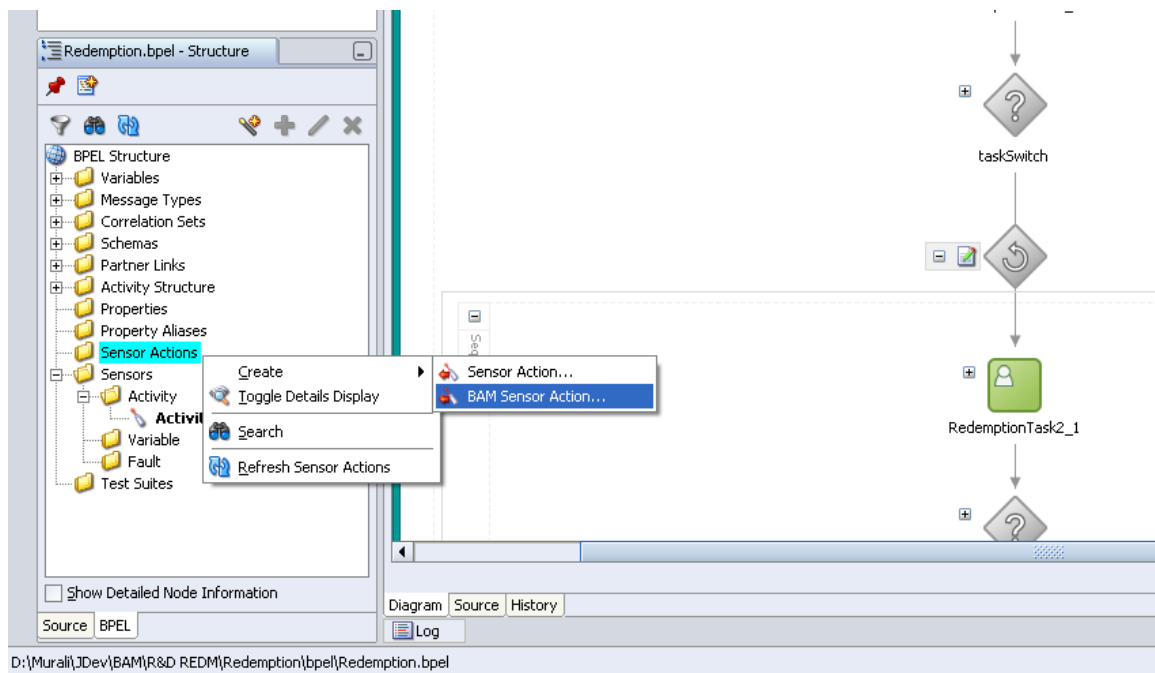 Redemption.bpel - Structure
BPEL Structure
Variables
Message Types
Correlation Sets
Schemas
Partner Links
Activity Structure
Properties
Property Aliases
Sensor Actions
Sensors
Activity
Activi
Variable
Fault
Test Suites
Create
Toggle Details Display
Search
Refresh Sensor Actions
Sensor Action...
BAM Sensor Action...
taskSwitch
Seq
RedemptionTask2_1
Show Detailed Node Information
Source BPEL
Diagram Source History
Log
D:\Murali\JDev\BAM\R&D REDM\Redemption\bpel\Redemption.bpel